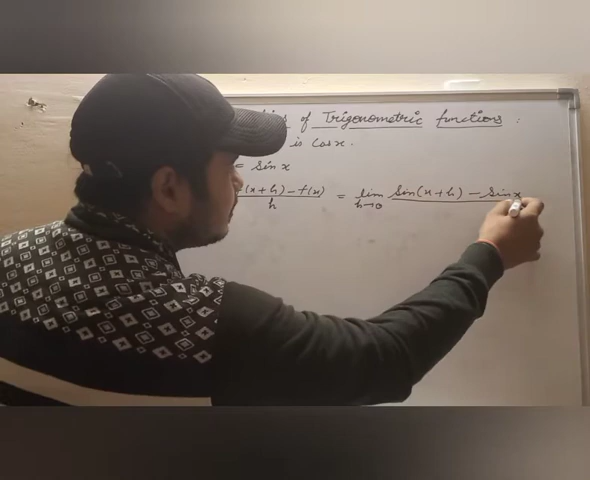 of Trigonometric functions :
is Cos x.
= Sin x
(x + h) - f(x) / h = lim h→0 Sin (x + h) - Sin x